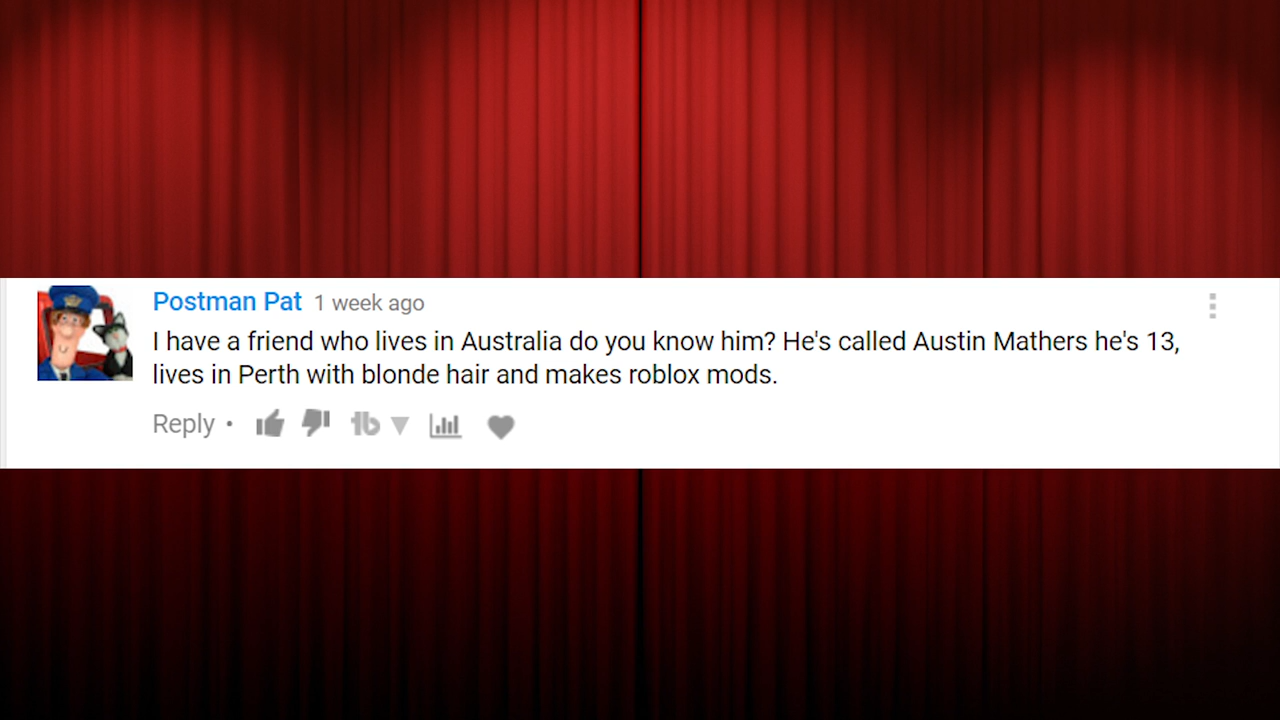 Postman Pat 1 week ago
I have a friend who lives in Australia do you know him? He's called Austin Mathers he's 13,
lives in Perth with blonde hair and makes roblox mods.
Reply •